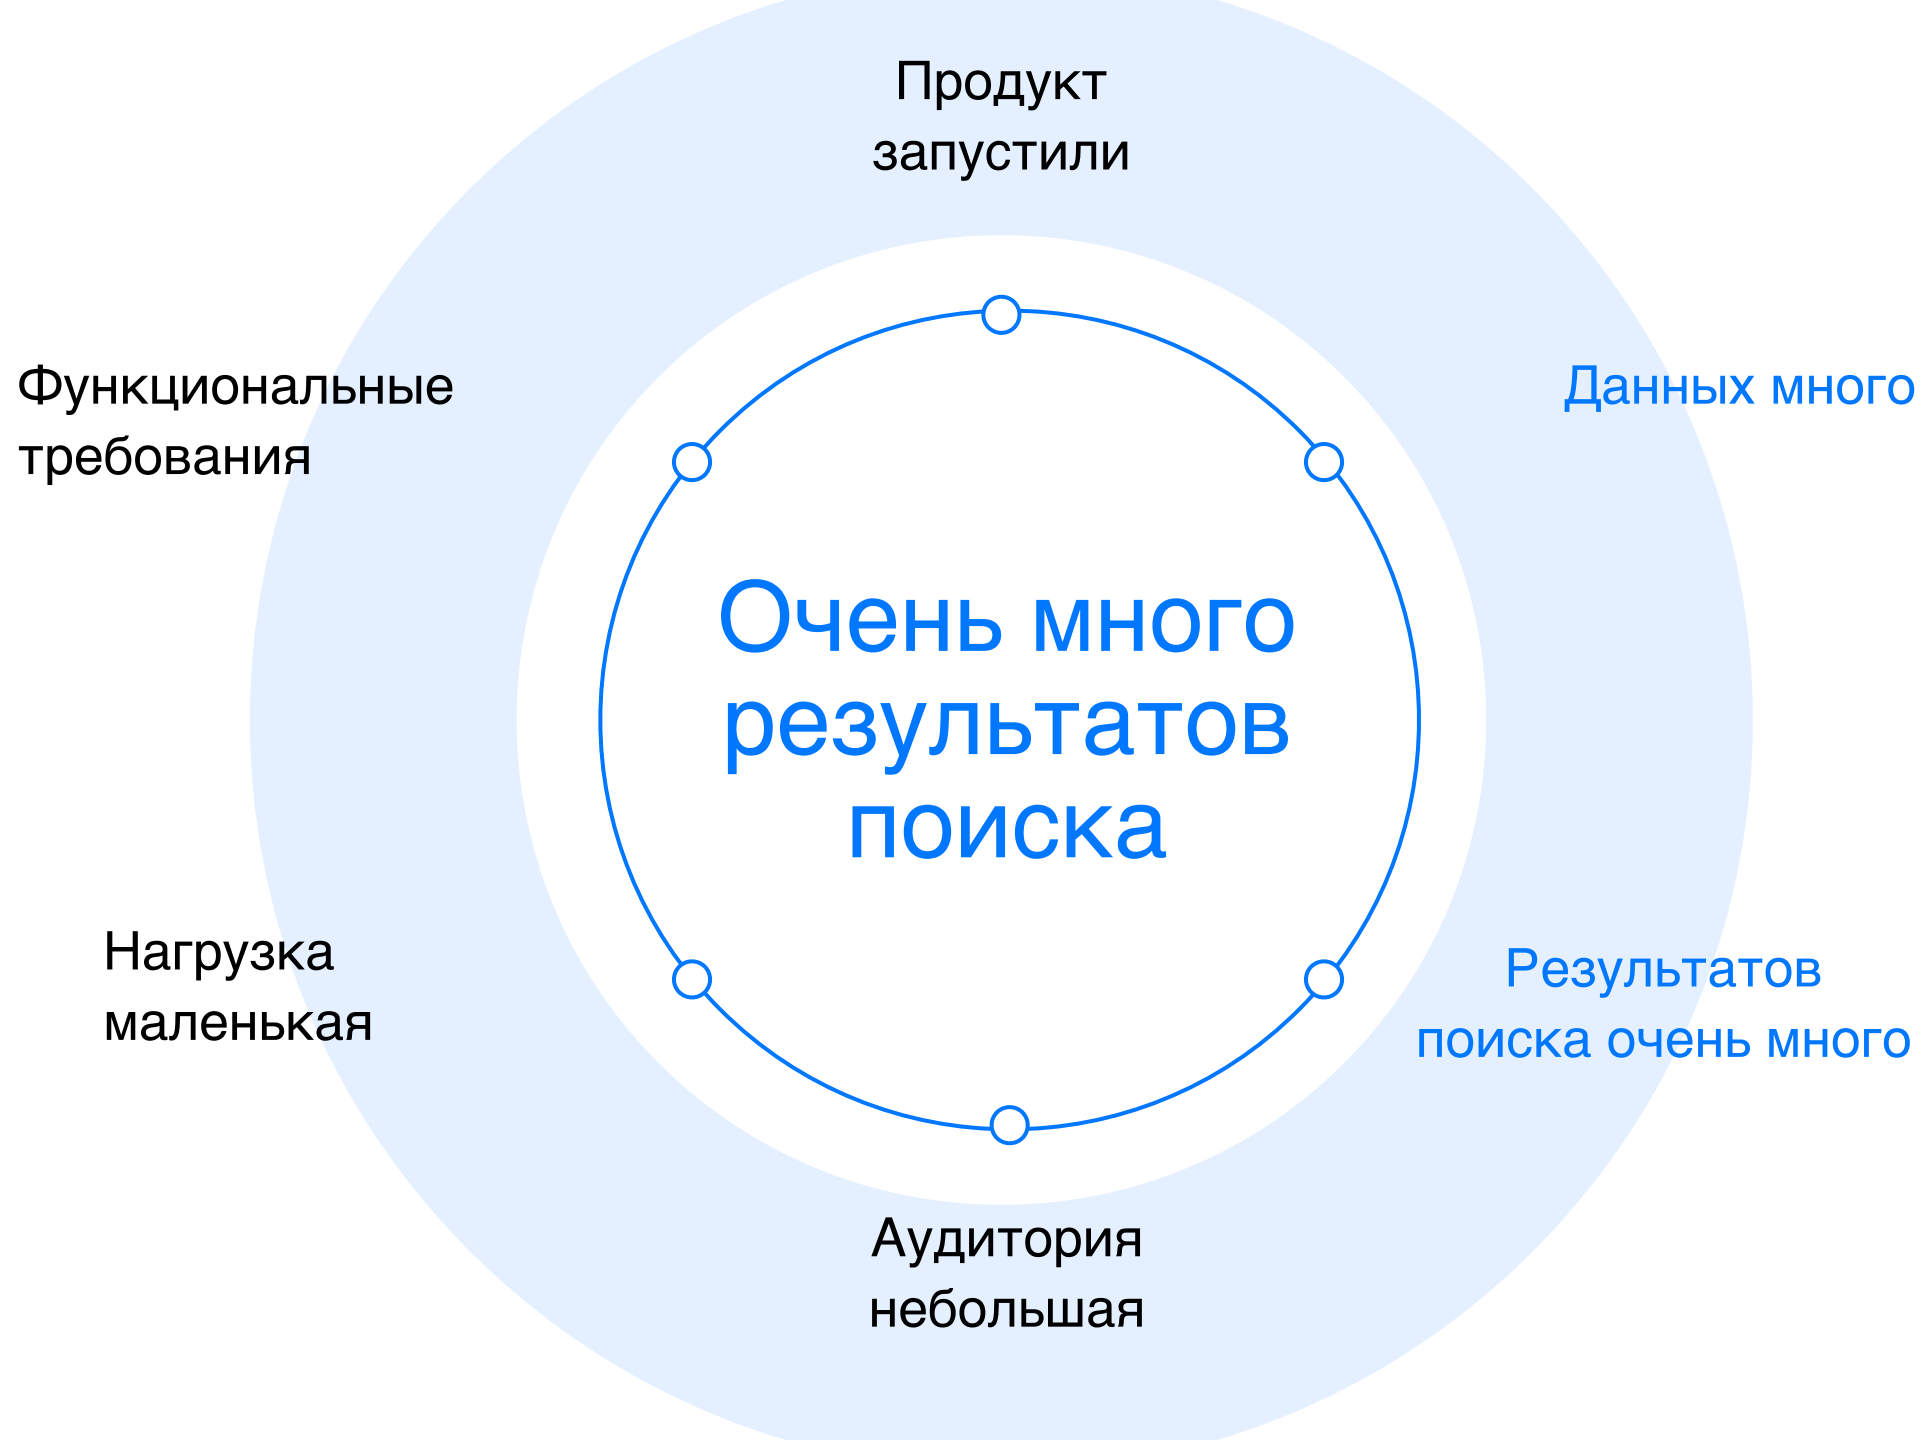 Продукт
запустили
Функциональные
требования
Данных много
Очень много
результатов
поиска
Нагрузка
маленькая
Результатов
поиска очень много
Аудитория
небольшая